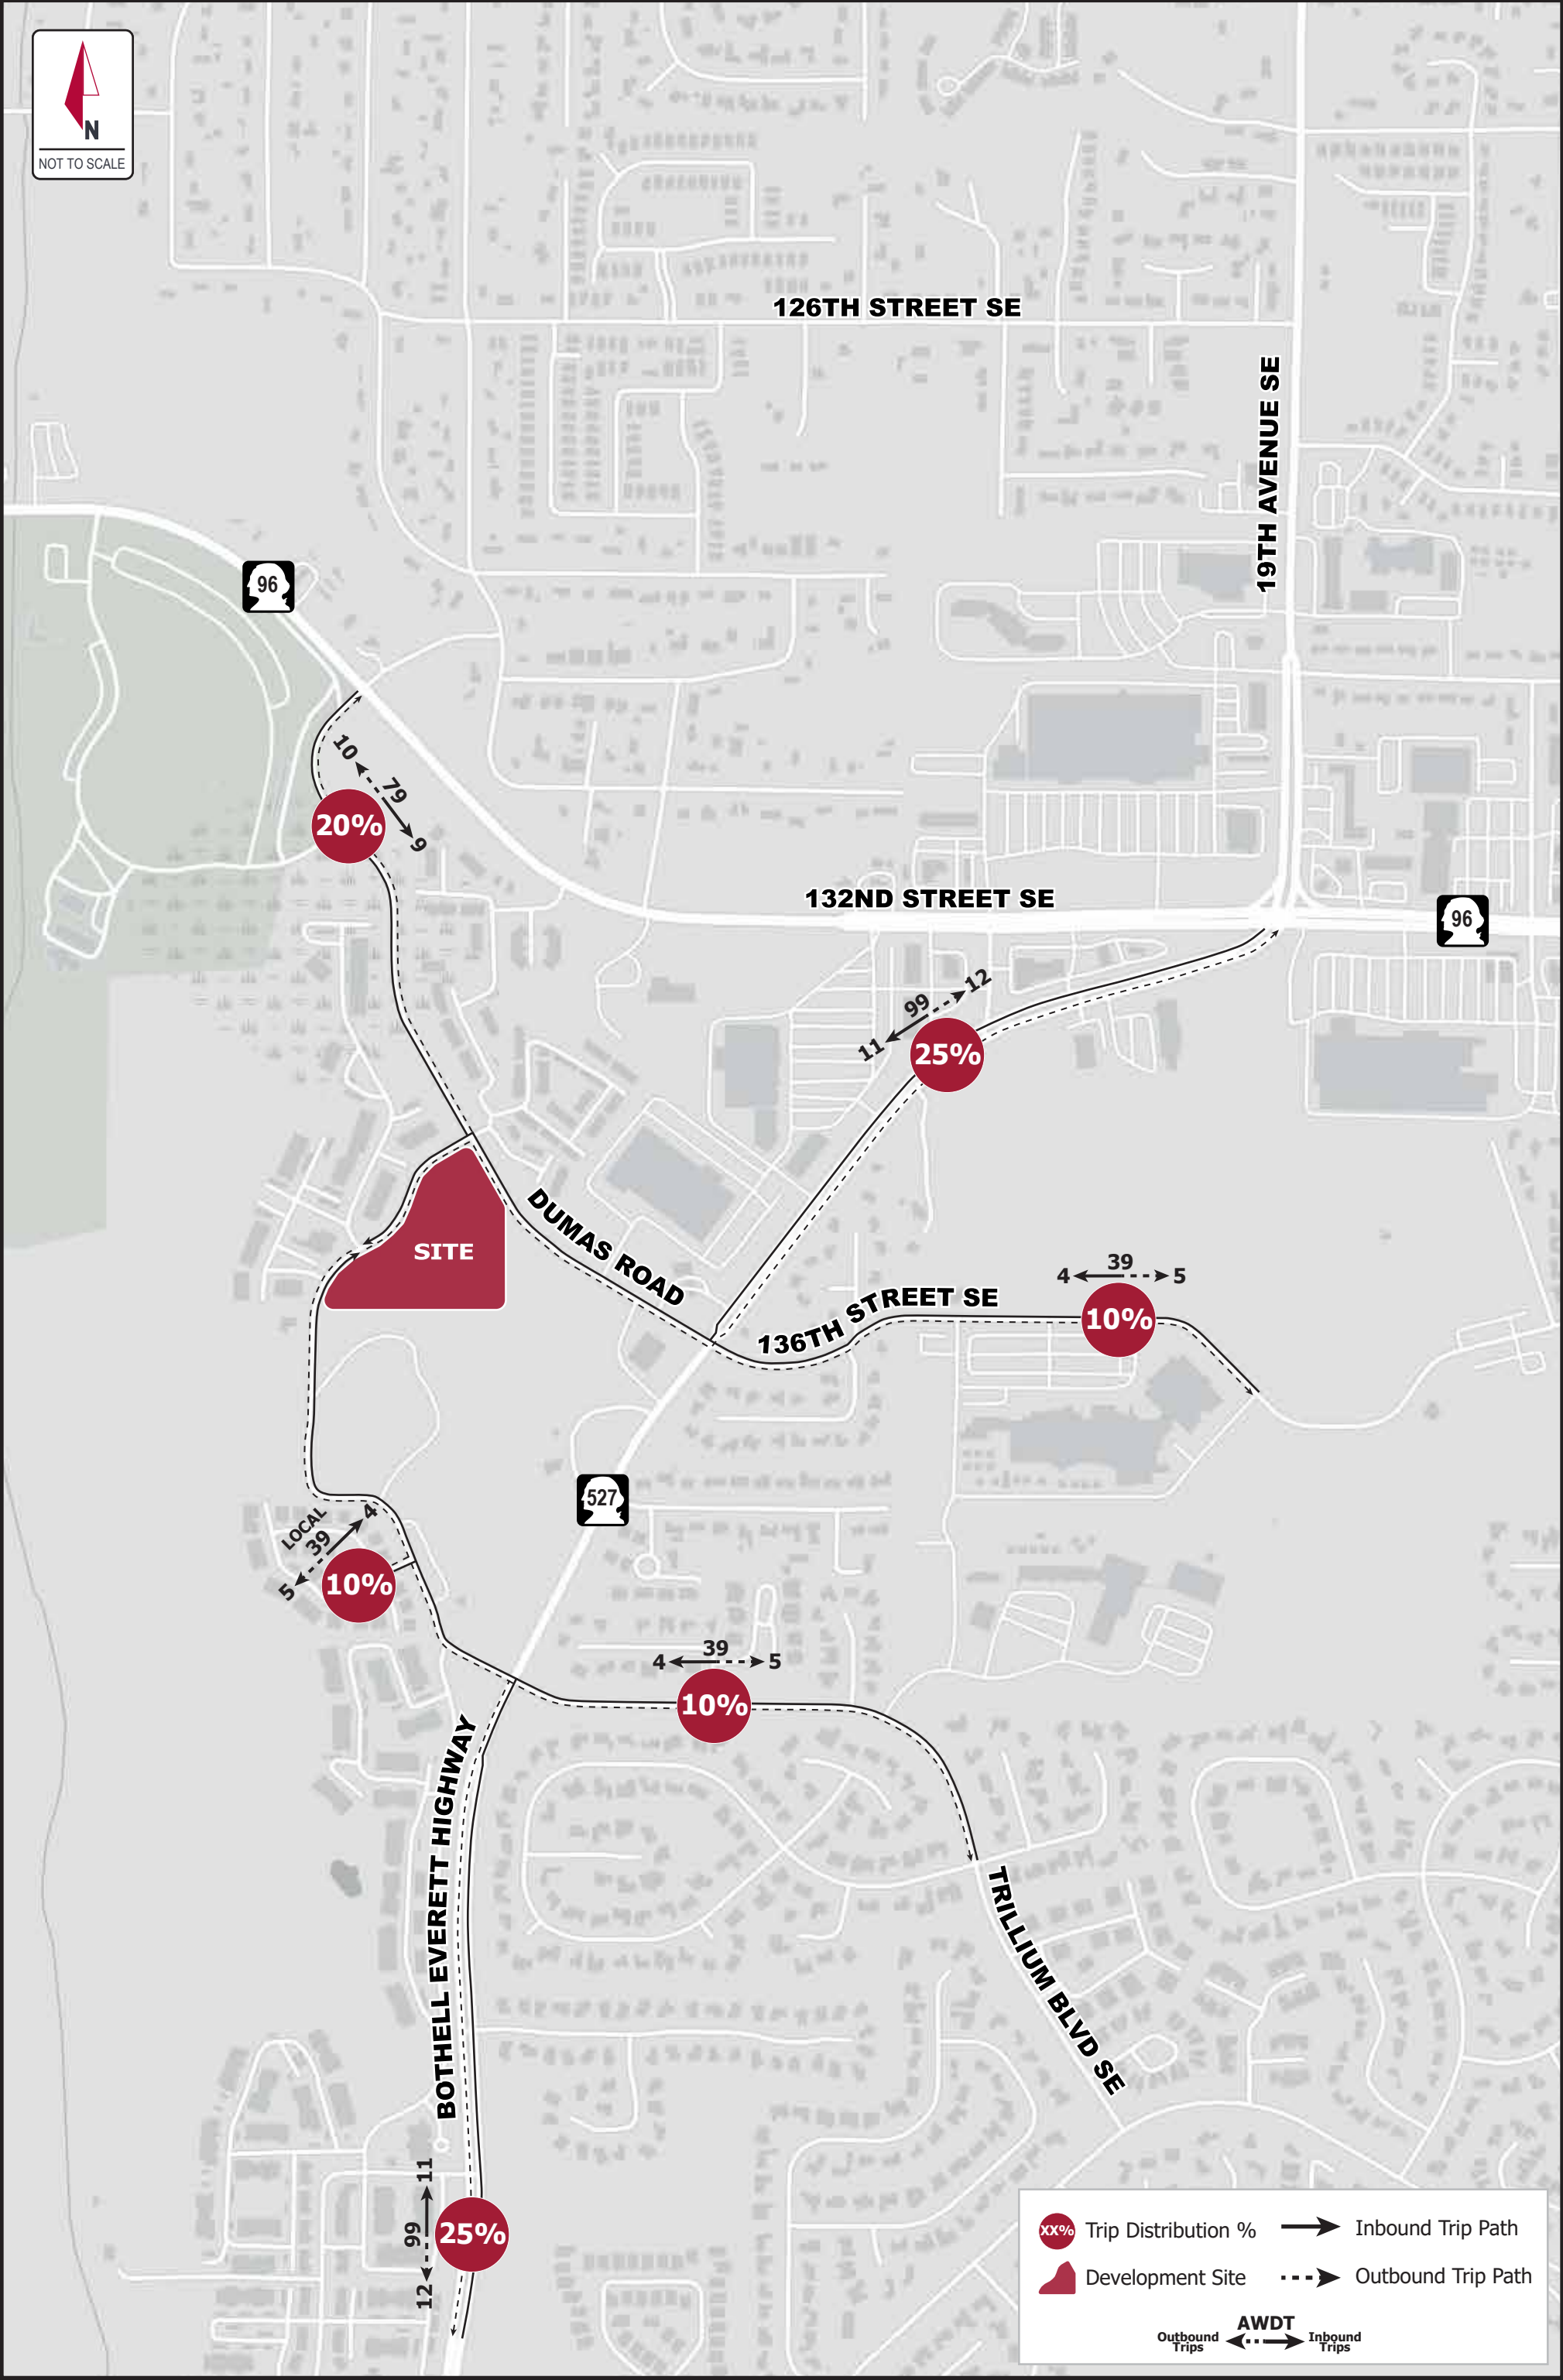 N
NOT TO SCALE
126TH STREET SE
19TH AVENUE SE
96
10
79
9
20%
132ND STREET SE
96
99
12
11
25%
DUMAS ROAD
SITE
136TH STREET SE
4
39
5
10%
527
LOCAL
39
4
5
10%
4
39
5
10%
BOTHELL EVERETT HIGHWAY
TRILLIUM BLVD SE
11
99
12
25%
XX% Trip Distribution %
Inbound Trip Path
Development Site
Outbound Trip Path
AWDT
Outbound Trips
Inbound Trips